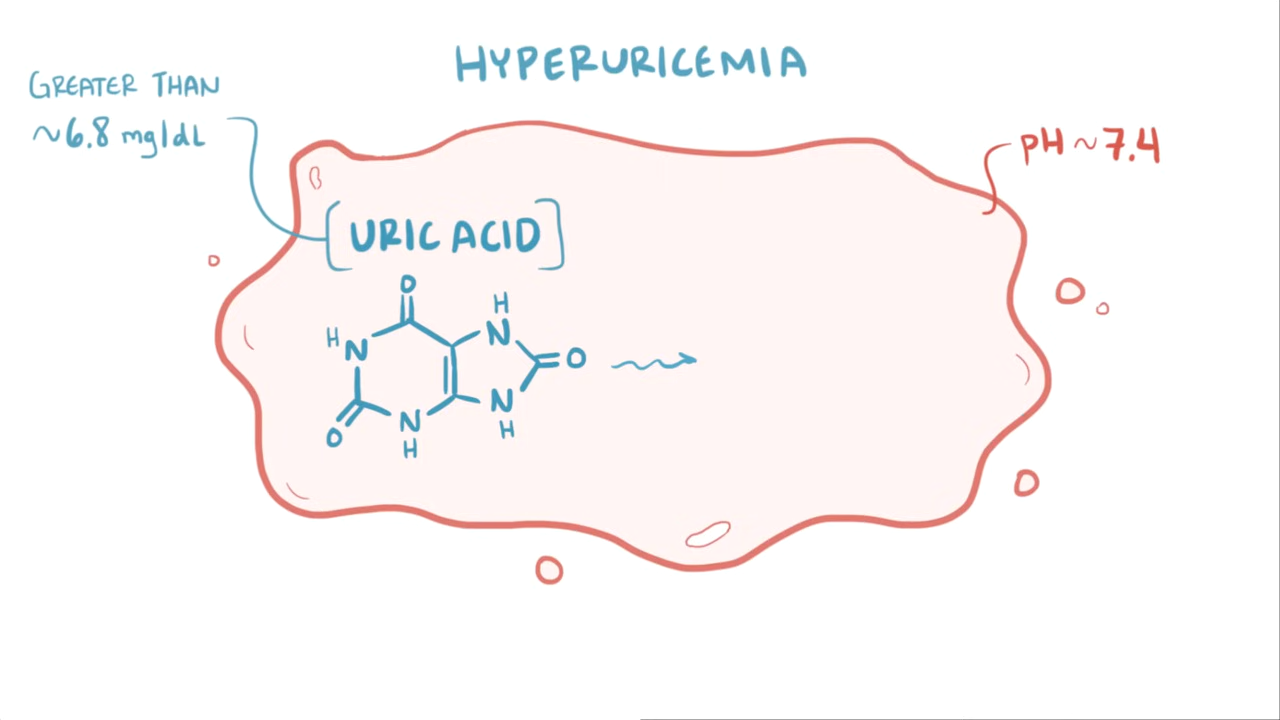 HYPERURICEMIA
GREATER THAN
~6.8 mg/dL
pH ~7.4
[URIC ACID]
O
H
H N
N
O
N
N
O
H
H